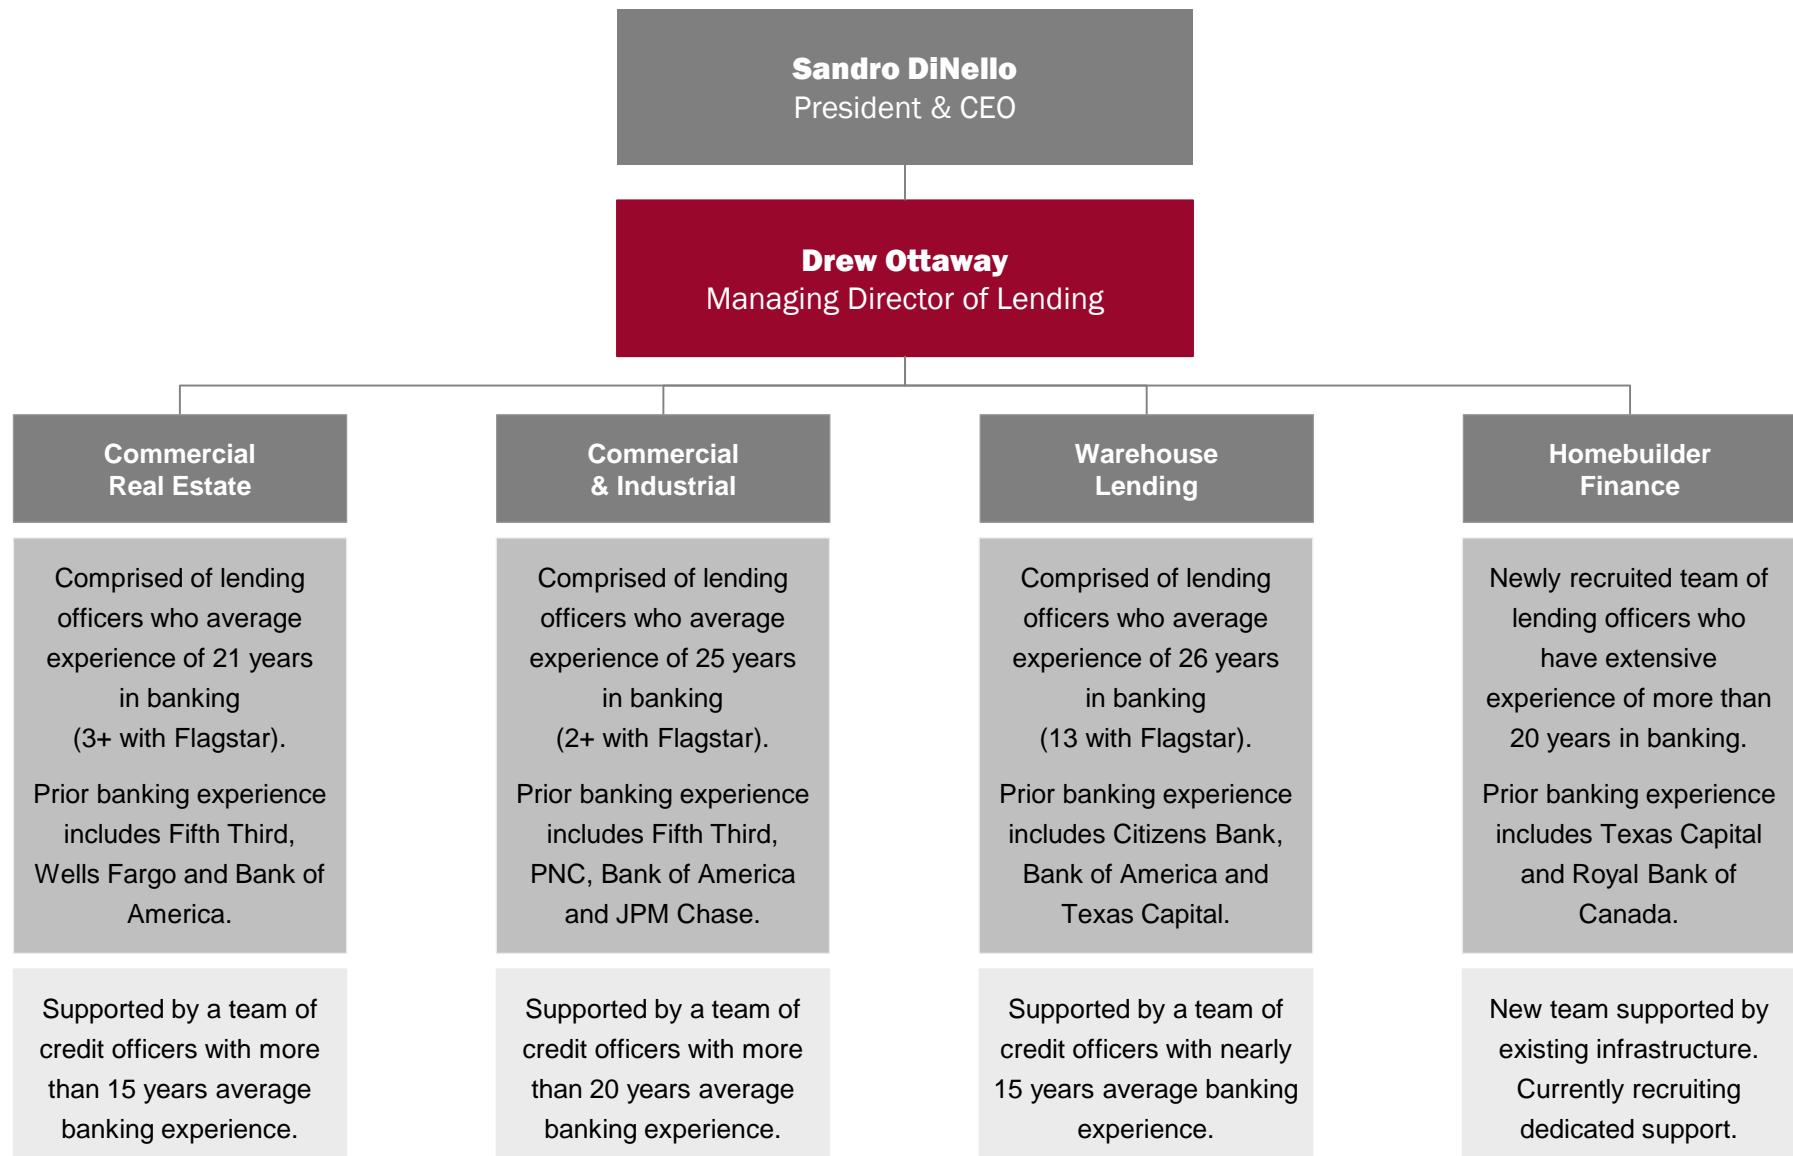 Sandro DiNello
President & CEO
Drew Ottaway
Managing Director of Lending
Commercial
Real Estate
Comprised of lending
officers who average
experience of 21 years
in banking
(3+ with Flagstar).
Prior banking experience
includes Fifth Third,
Wells Fargo and Bank of
America.
Supported by a team of
credit officers with more
than 15 years average
banking experience.
Commercial
& Industrial
Comprised of lending
officers who average
experience of 25 years
in banking
(2+ with Flagstar).
Prior banking experience
includes Fifth Third,
PNC, Bank of America
and JPM Chase.
Supported by a team of
credit officers with more
than 20 years average
banking experience.
Warehouse
Lending
Comprised of lending
officers who average
experience of 26 years
in banking
(13 with Flagstar).
Prior banking experience
includes Citizens Bank,
Bank of America and
Texas Capital.
Supported by a team of
credit officers with nearly
15 years average banking
experience.
Homebuilder
Finance
Newly recruited team of
lending officers who
have extensive
experience of more than
20 years in banking.
Prior banking experience
includes Texas Capital
and Royal Bank of
Canada.
New team supported by
existing infrastructure.
Currently recruiting
dedicated support.